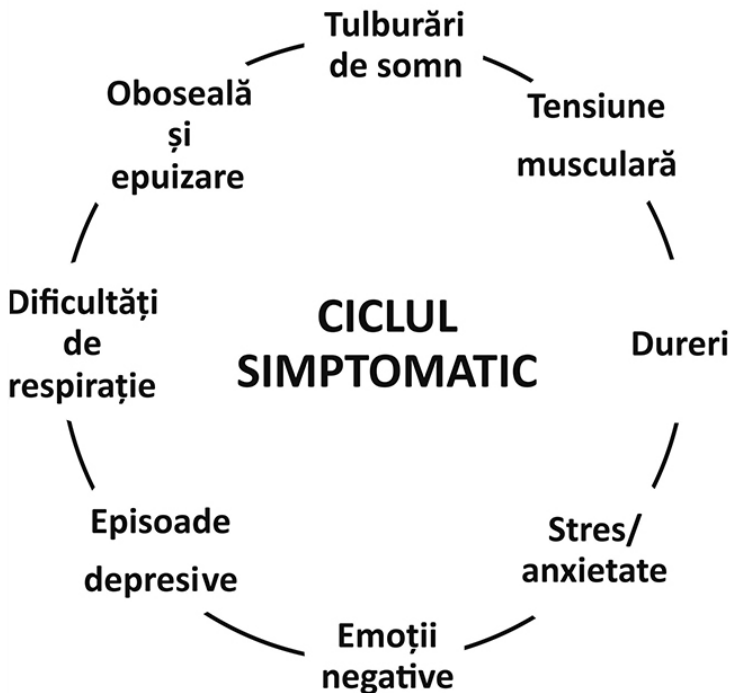 Tulburări
de somn
Tensiune
musculară
Dureri
Stres/
anxietate
Emoții
negative
Episoade
depresive
Dificultăți
de
respirație
Oboseală
și
epuizare
CICLUL
SIMPTOMATIC